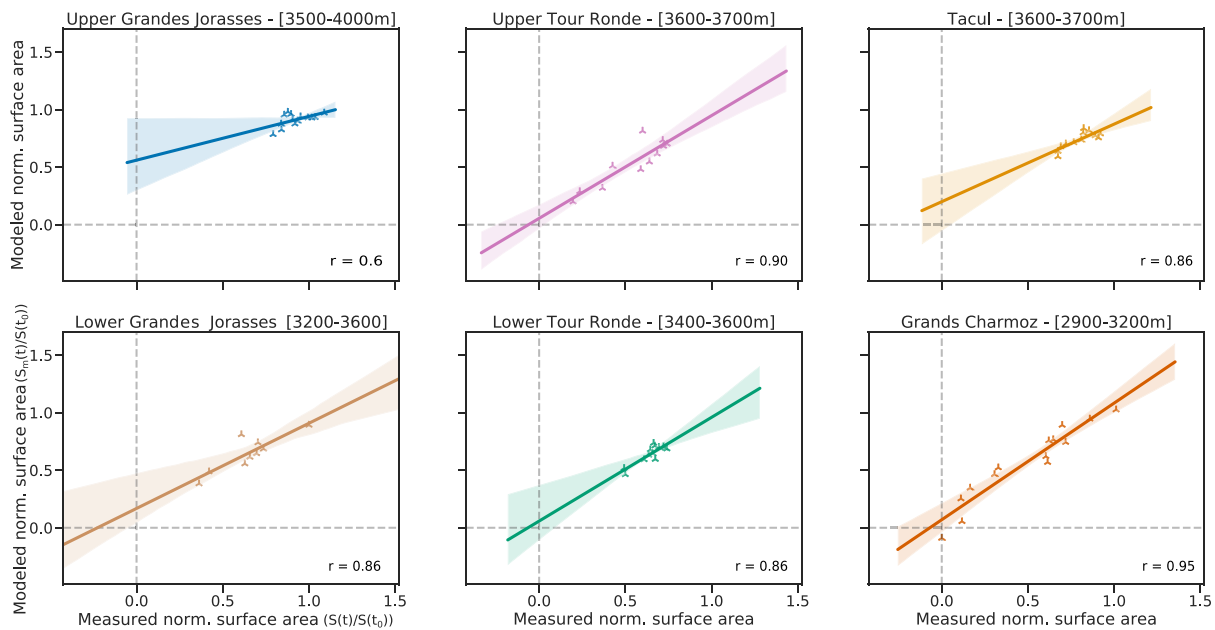 Upper Grandes Jorasses - [3500-4000m]
Upper Tour Ronde - [3600-3700m]
Tacul - [3600-3700m]
Modeled norm. surface area
1.5
1.0
0.5
0.0
r = 0.6
r = 0.90
r = 0.86
Lower Grandes Jorasses [3200-3600]
Lower Tour Ronde - [3400-3600m]
Grands Charmoz - [2900-3200m]
Modeled norm. surface area (Sm(t)/S(t0))
1.5
1.0
0.5
0.0
r = 0.86
r = 0.86
r = 0.95
0.0 0.5 1.0 1.5
0.0 0.5 1.0 1.5
0.0 0.5 1.0 1.5
Measured norm. surface area (S(t)/S(t0))
Measured norm. surface area
Measured norm. surface area